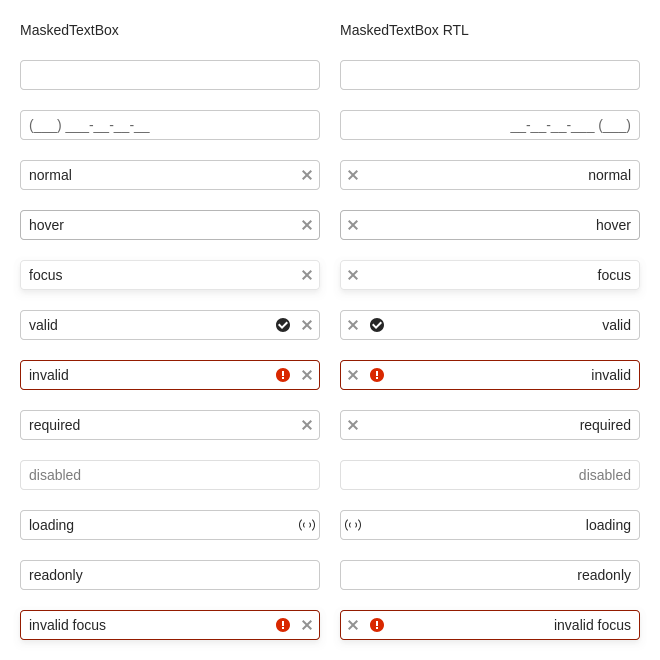 MaskedTextBox MaskedTextBox RTL
(___) ___-__-__-__ __-__-__-___ (___)
normal normal
hover hover
focus focus
valid valid
invalid invalid
required required
disabled disabled
loading loading
readonly readonly
invalid focus invalid focus